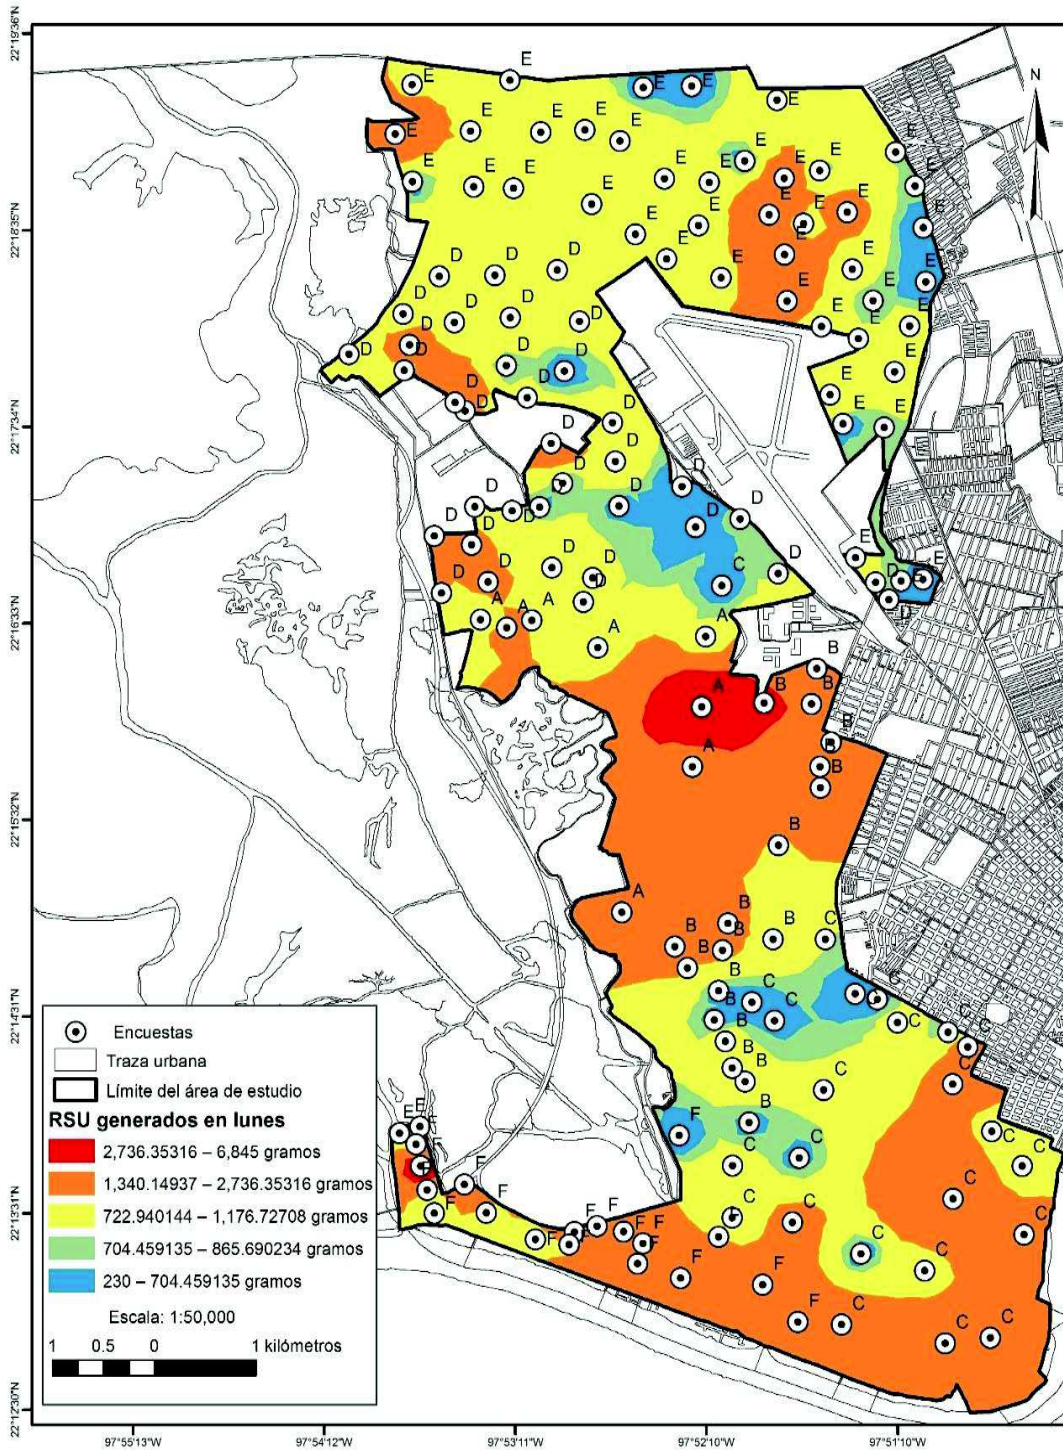 22°19'36"N
22°18'35"N
22°17'34"N
22°16'33"N
22°15'32"N
22°14'31"N
22°13'31"N
22°12'30"N
N
E
E E E
E
E E E E
E E
E E E E E E
E E E
E E E E
E E E
D D D E E
D D D D E E E
D D D
D D D E E
D D D D
D D D C D E E
A A A A
A B B
A B
B
A B B C
B C C
F B C
F C
A
B
C
D
E
F
Encuestas
Traza urbana
Límite del área de estudio
RSU generados en lunes
2,736.35316 – 6,845 gramos
1,340.14937 – 2,736.35316 gramos
722.940144 – 1,176.72708 gramos
704.459135 – 865.690234 gramos
230 – 704.459135 gramos
Escala: 1:50,000
1 0.5 0 1 kilómetros
97°55'13"W 97°54'12"W 97°53'11"W 97°52'10"W 97°51'10"W